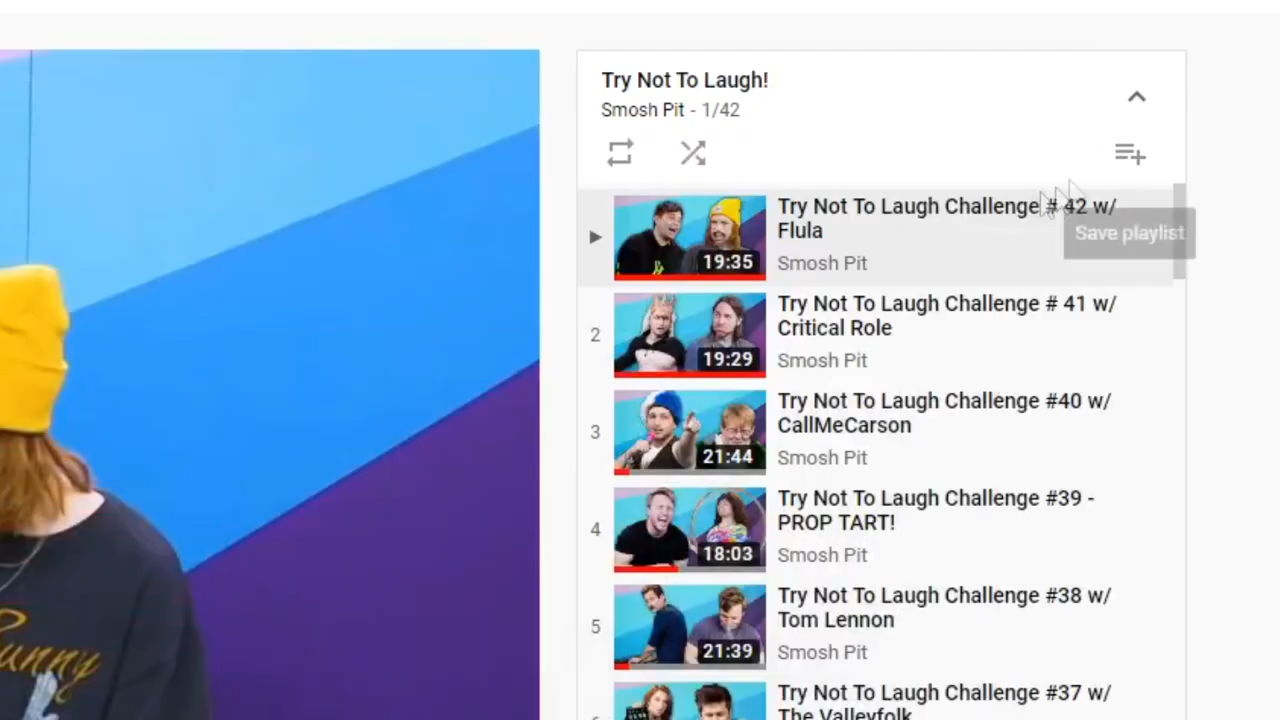 Try Not To Laugh!
Smosh Pit - 1/42
Try Not To Laugh Challenge # 42 w/
Flula
Save playlist
19:35
Smosh Pit
Try Not To Laugh Challenge # 41 w/
2
Critical Role
19:29
Smosh Pit
Try Not To Laugh Challenge #40 w/
3
CallMeCarson
21:44
Smosh Pit
Try Not To Laugh Challenge #39 -
4
PROP TART!
18:03
Smosh Pit
Try Not To Laugh Challenge #38 w/
5
Tom Lennon
21:39
Smosh Pit
Try Not To Laugh Challenge #37 w/
The Valleyfolk